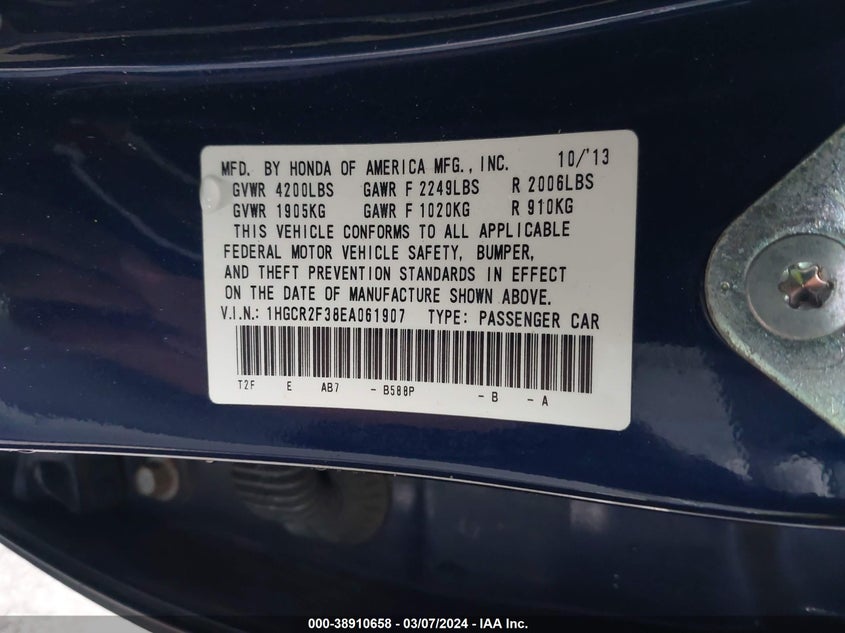 MFD. BY HONDA OF AMERICA MFG., INC. 10/'13
GVWR 4200LBS GAWR F 2249LBS R 2006LBS
GVWR 1905KG GAWR F 1020KG R 910KG
THIS VEHICLE CONFORMS TO ALL APPLICABLE
FEDERAL MOTOR VEHICLE SAFETY, BUMPER,
AND THEFT PREVENTION STANDARDS IN EFFECT
ON THE DATE OF MANUFACTURE SHOWN ABOVE.
V.I.N.: 1HGCR2F38EA061907 TYPE: PASSENGER CAR
T2F E AB7 - B588P - B - A
000-38910658 - 03/07/2024 - IAA Inc.